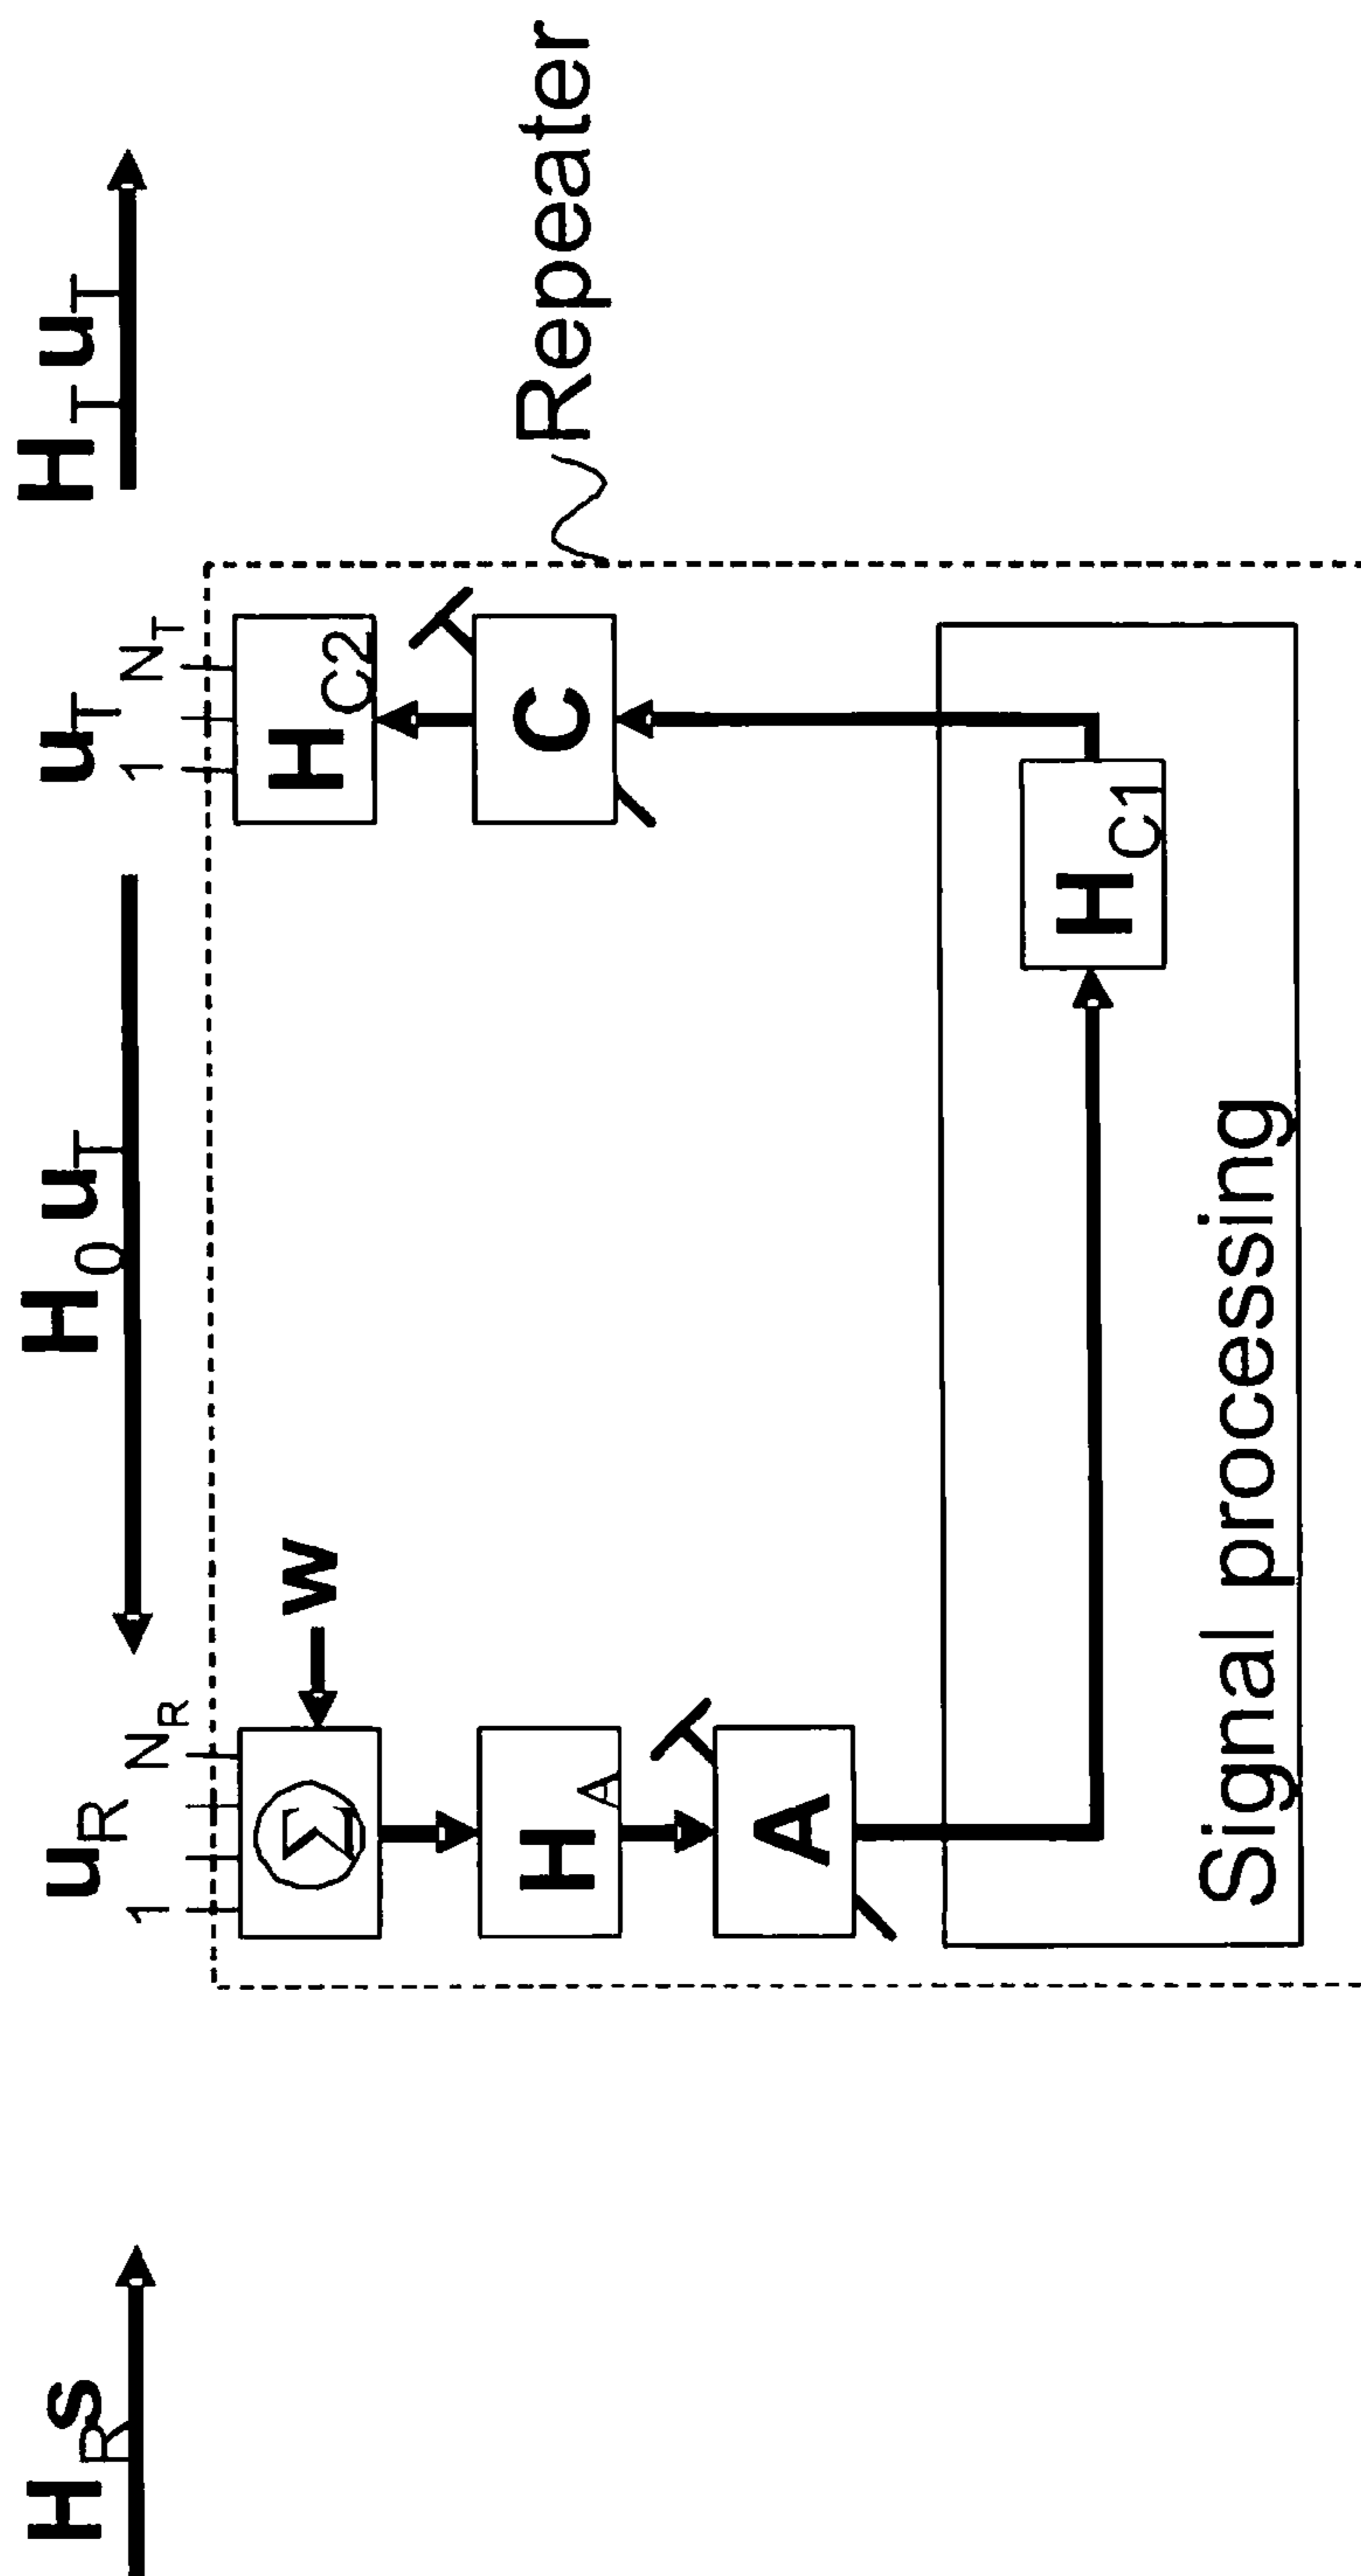 H_R s
u_R
1 N_R
H_0 u_T
u_T
1 N_T
H_T u_T
Σ
w
H_A
A
H_C2
C
H_C1
Signal processing
Repeater